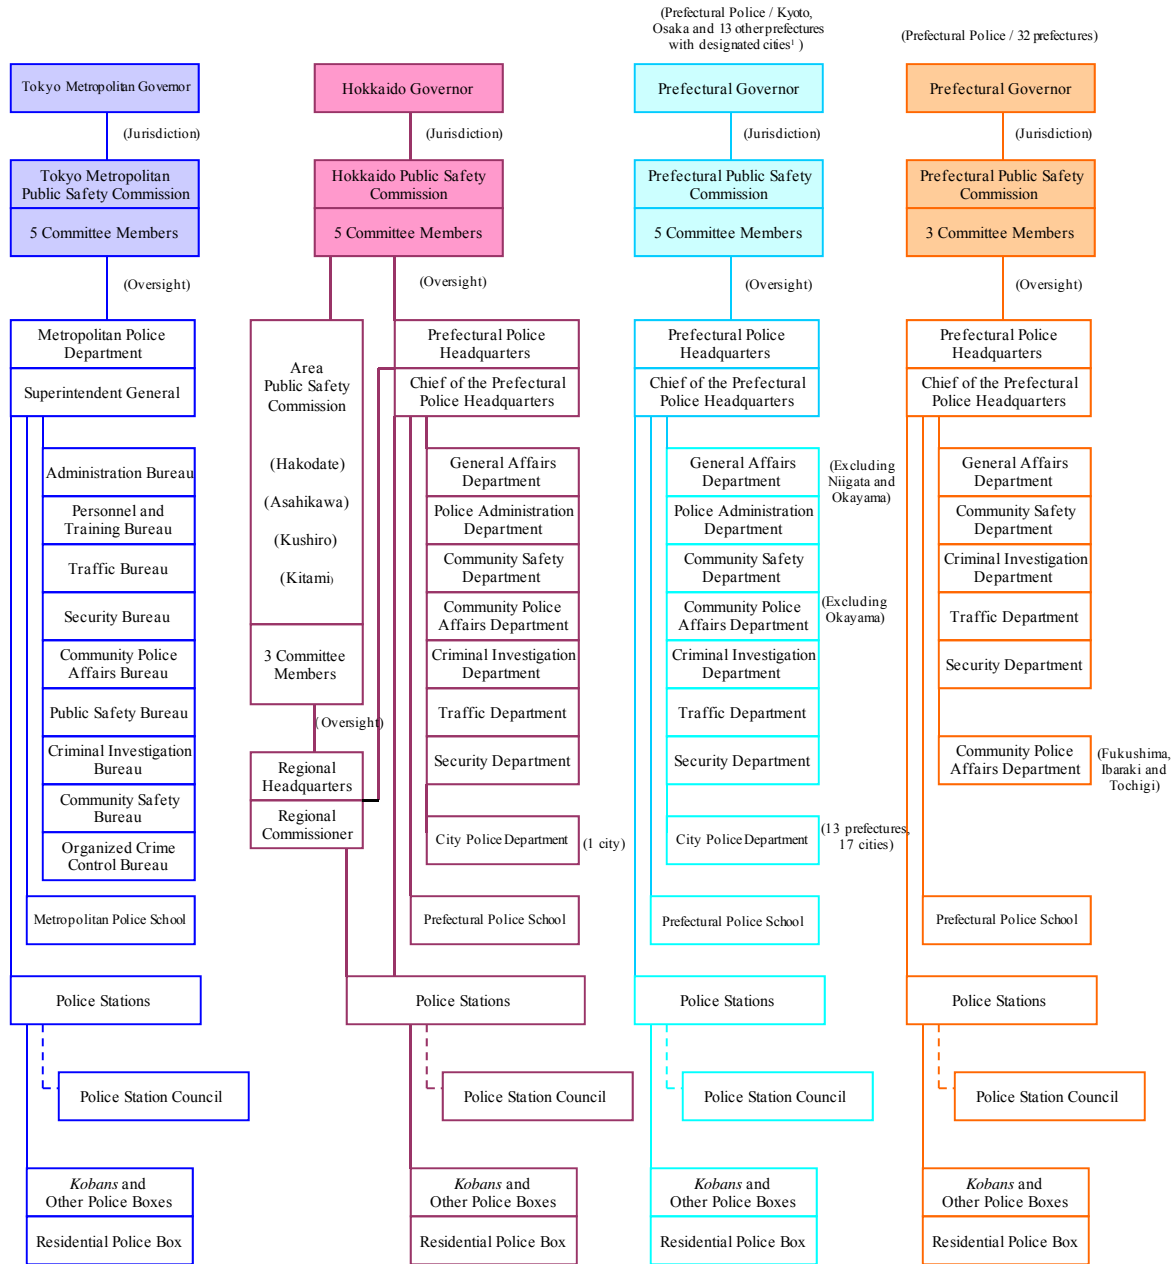 Tokyo Metropolitan Governor
(Jurisdiction)
Tokyo Metropolitan
Public Safety Commission
5 Committee Members
(Oversight)
Metropolitan Police
Department
Superintendent General
Administration Bureau
Personnel and
Training Bureau
Traffic Bureau
Security Bureau
Community Police
Affairs Bureau
Public Safety Bureau
Criminal Investigation
Bureau
Community Safety
Bureau
Organized Crime
Control Bureau
Metropolitan Police School
Police Stations
Police Station Council
Kobans and
Other Police Boxes
Residential Police Box
Hokkaido Governor
(Jurisdiction)
Hokkaido Public Safety
Commission
5 Committee Members
(Oversight)
Area
Public Safety
Commission
(Hakodate)
(Asahikawa)
(Kushiro)
(Kitami)
3 Committee
Members
(Oversight)
Regional
Headquarters
Regional
Commissioner
Prefectural Police
Headquarters
Chief of the Prefectural
Police Headquarters
General Affairs
Department
Police Administration
Department
Community Safety
Department
Community Police
Affairs Department
Criminal Investigation
Department
Traffic Department
Security Department
City Police Department
(1 city)
Prefectural Police School
Police Stations
Police Station Council
Kobans and
Other Police Boxes
Residential Police Box
(Prefectural Police / Kyoto,
Osaka and 13 other prefectures
with designated cities¹ )
Prefectural Governor
(Jurisdiction)
Prefectural Public Safety
Commission
5 Committee Members
(Oversight)
Prefectural Police
Headquarters
Chief of the Prefectural
Police Headquarters
General Affairs
Department
(Excluding
Niigata and
Okayama)
Police Administration
Department
Community Safety
Department
Community Police
Affairs Department
(Excluding
Okayama)
Criminal Investigation
Department
Traffic Department
Security Department
City Police Department
(13 prefectures,
17 cities)
Prefectural Police School
Police Stations
Police Station Council
Kobans and
Other Police Boxes
Residential Police Box
(Prefectural Police / 32 prefectures)
Prefectural Governor
(Jurisdiction)
Prefectural Public Safety
Commission
3 Committee Members
(Oversight)
Prefectural Police
Headquarters
Chief of the Prefectural
Police Headquarters
General Affairs
Department
Community Safety
Department
Criminal Investigation
Department
Traffic Department
Security Department
Community Police
Affairs Department
(Fukushima,
Ibaraki and
Tochigi)
Prefectural Police School
Police Stations
Police Station Council
Kobans and
Other Police Boxes
Residential Police Box